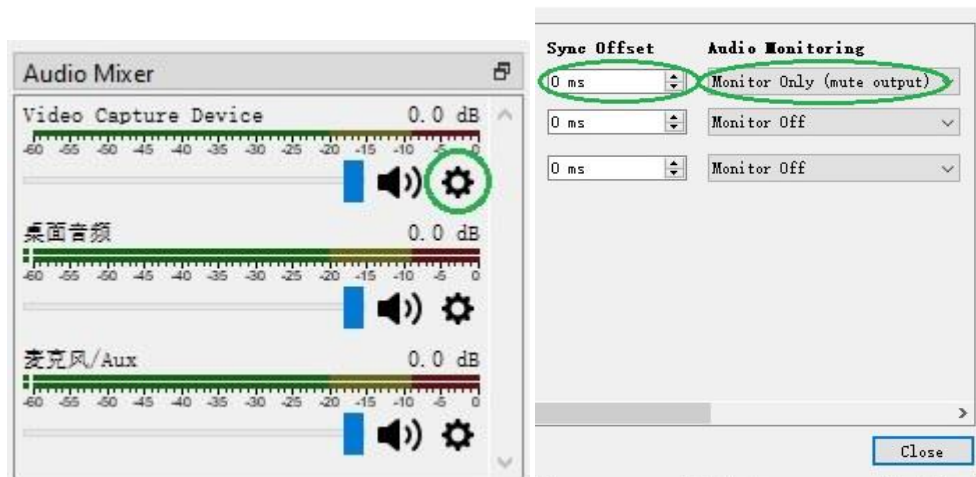 Audio Mixer
Video Capture Device 0.0 dB
-60 -55 -50 -45 -40 -35 -30 -25 -20 -15 -10 -5 0
桌面音频 0.0 dB
-60 -55 -50 -45 -40 -35 -30 -25 -20 -15 -10 -5 0
麦克风/Aux 0.0 dB
-60 -55 -50 -45 -40 -35 -30 -25 -20 -15 -10 -5 0
Sync Offset Audio Monitoring
0 ms Monitor Only (mute output)
0 ms Monitor Off
0 ms Monitor Off
Close